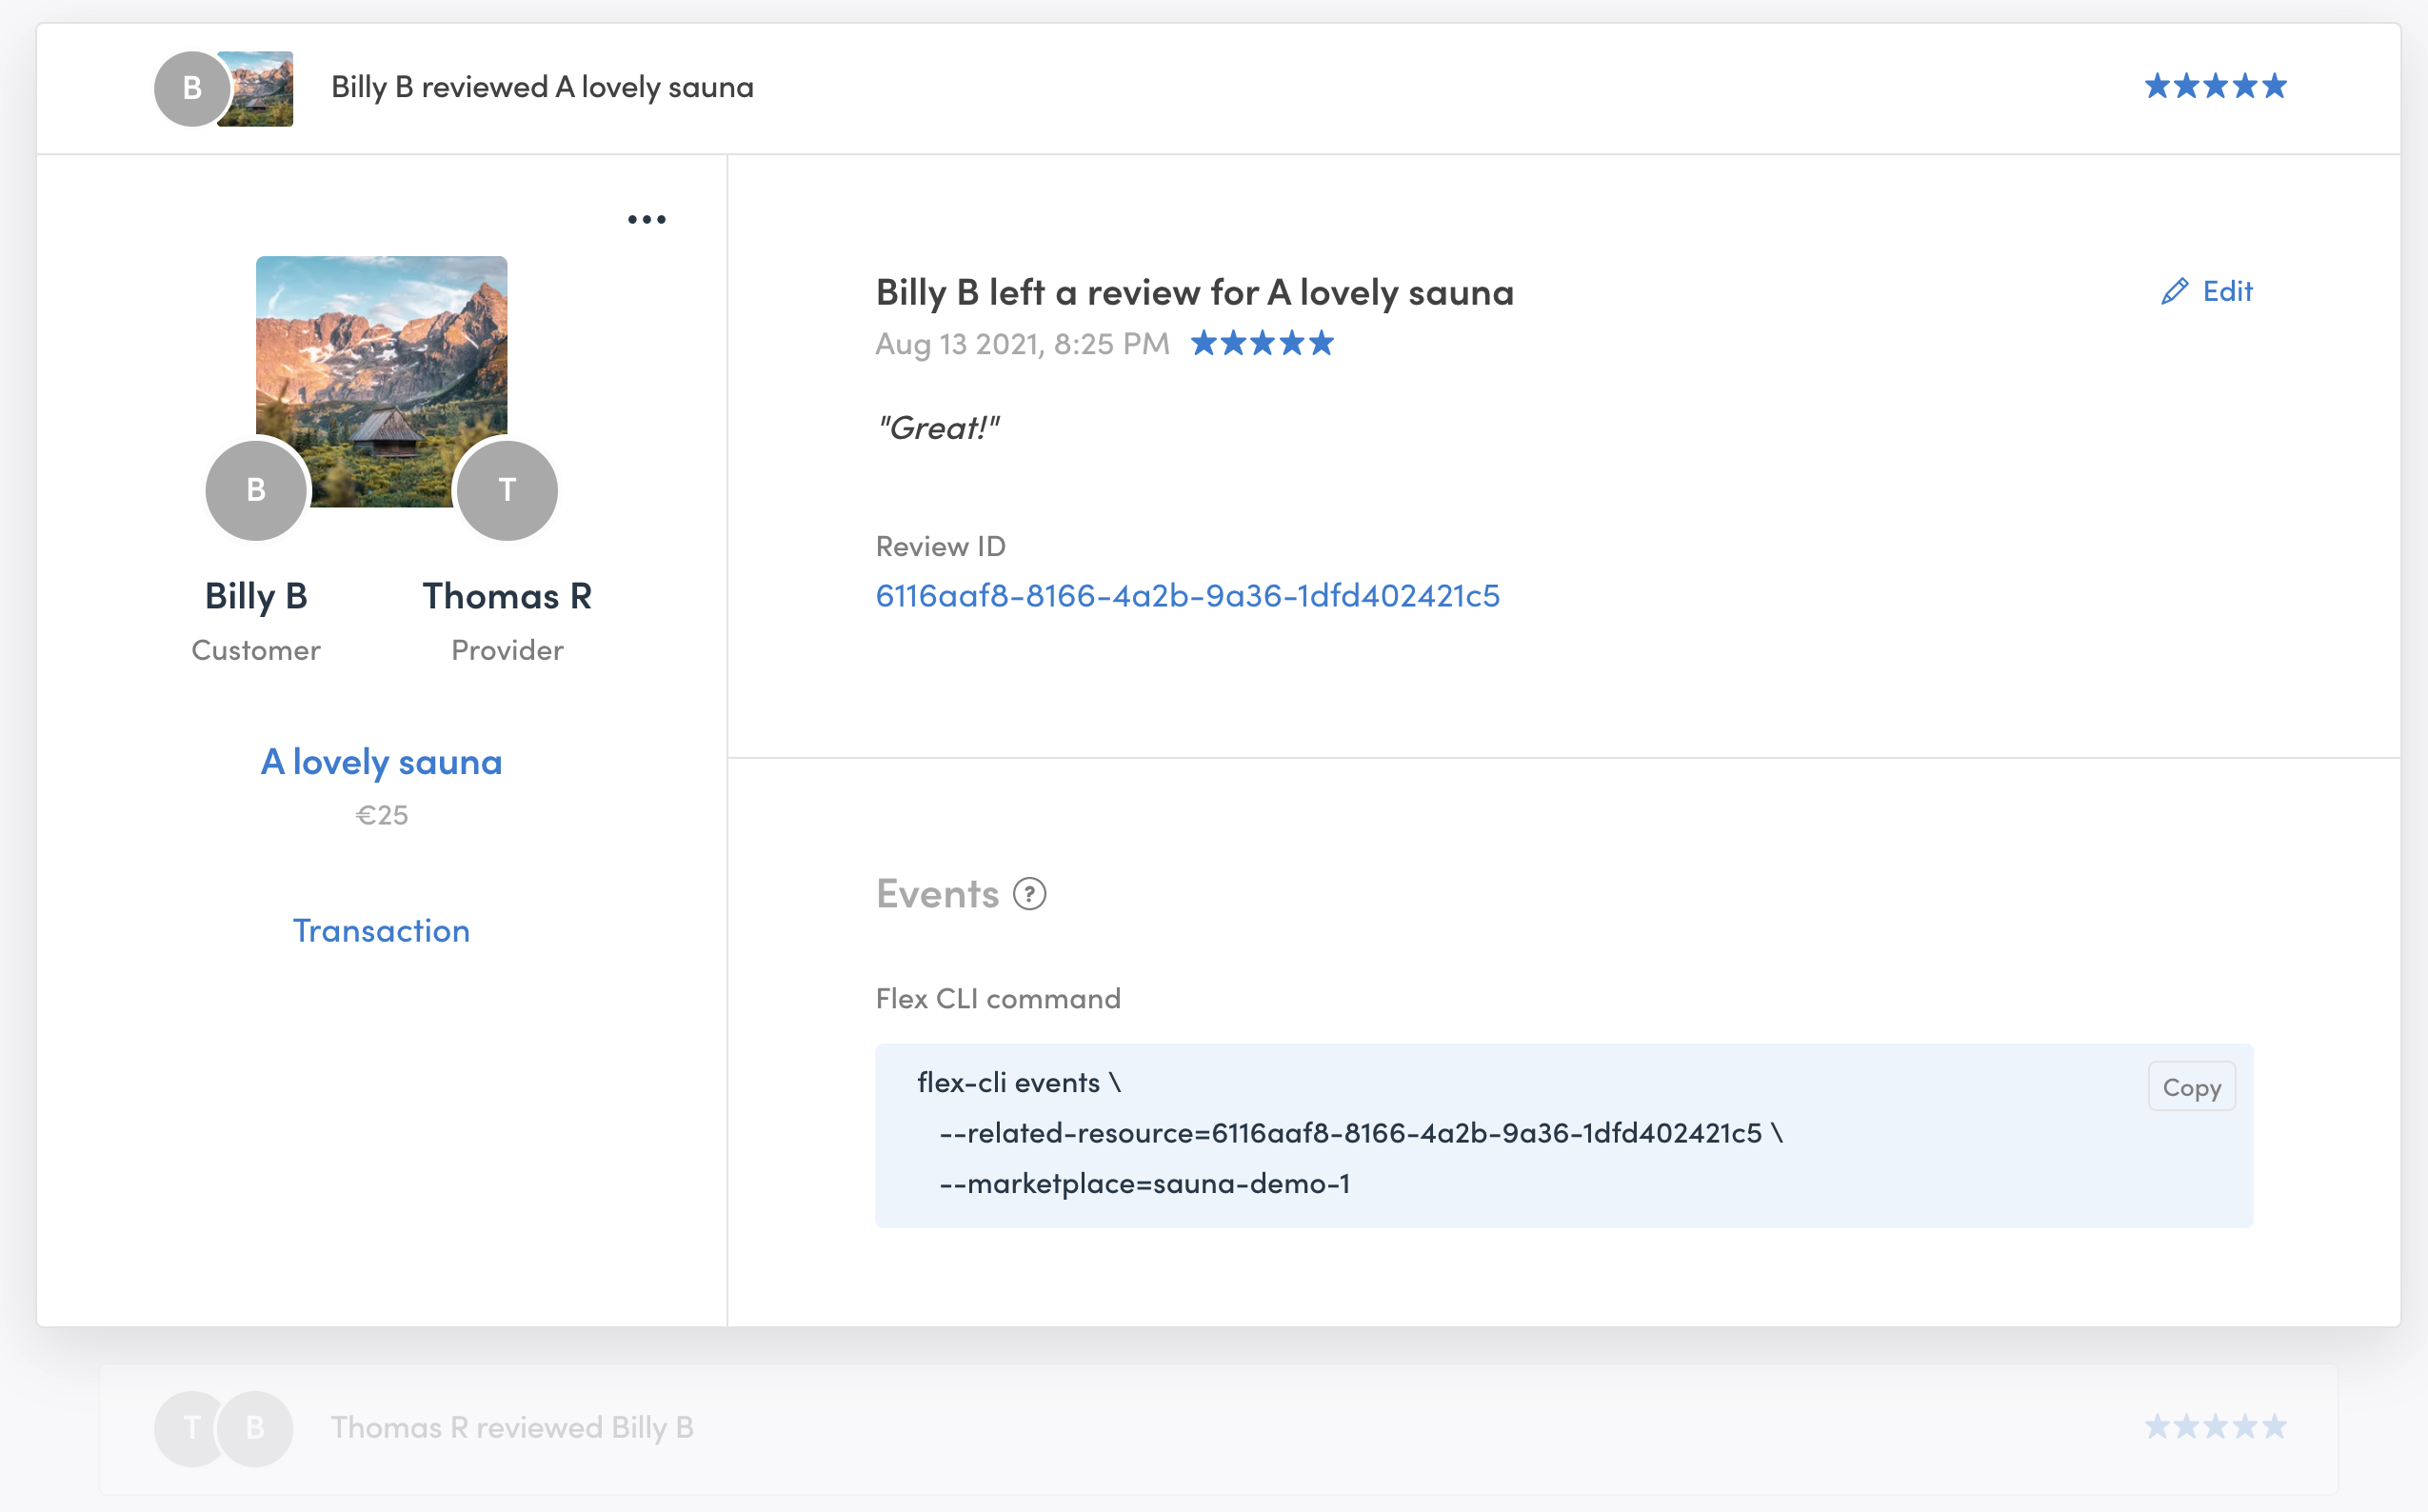 B
Billy B reviewed A lovely sauna
Billy B left a review for A lovely sauna
Edit
Aug 13 2021, 8:25 PM
"Great!"
B
T
Review ID
6116aaf8-8166-4a2b-9a36-1dfd402421c5
Billy B
Thomas R
Customer
Provider
A lovely sauna
€25
Transaction
Events ?
Flex CLI command
flex-cli events \
--related-resource=6116aaf8-8166-4a2b-9a36-1dfd402421c5 \
--marketplace=sauna-demo-1
Copy
T B
Thomas R reviewed Billy B